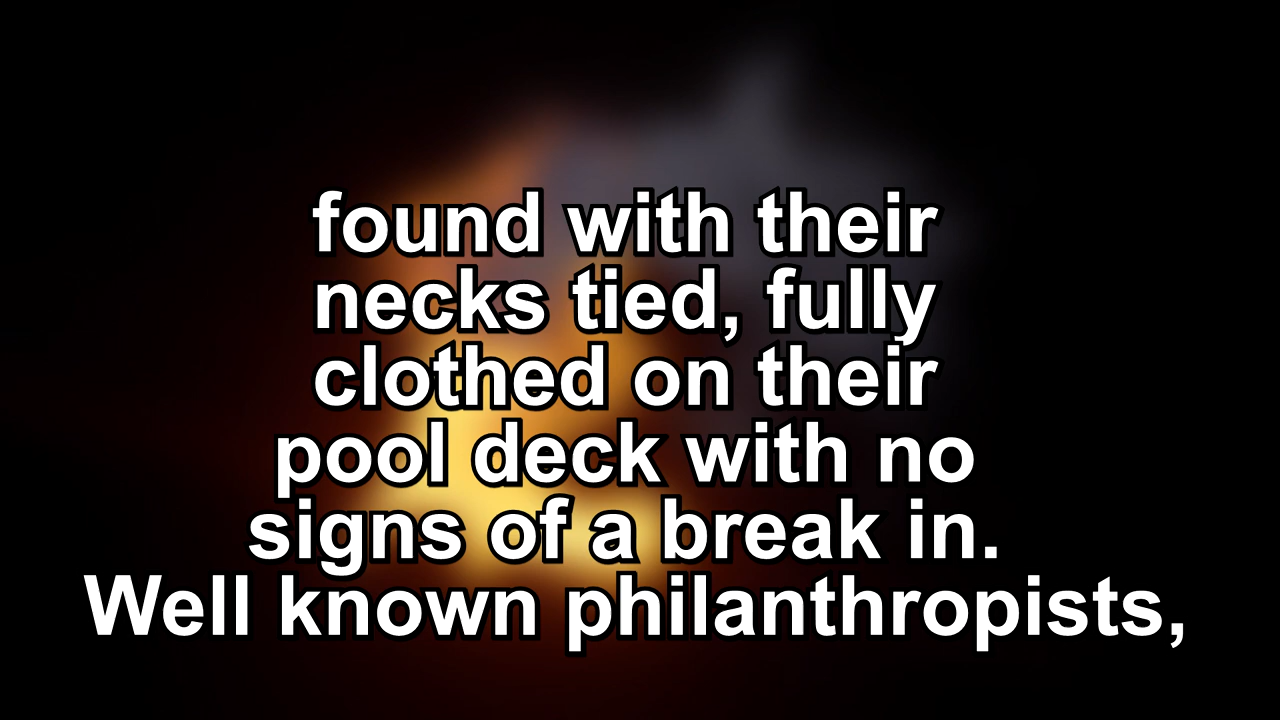 found with their
necks tied, fully
clothed on their
pool deck with no
signs of a break in.
Well known philanthropists,